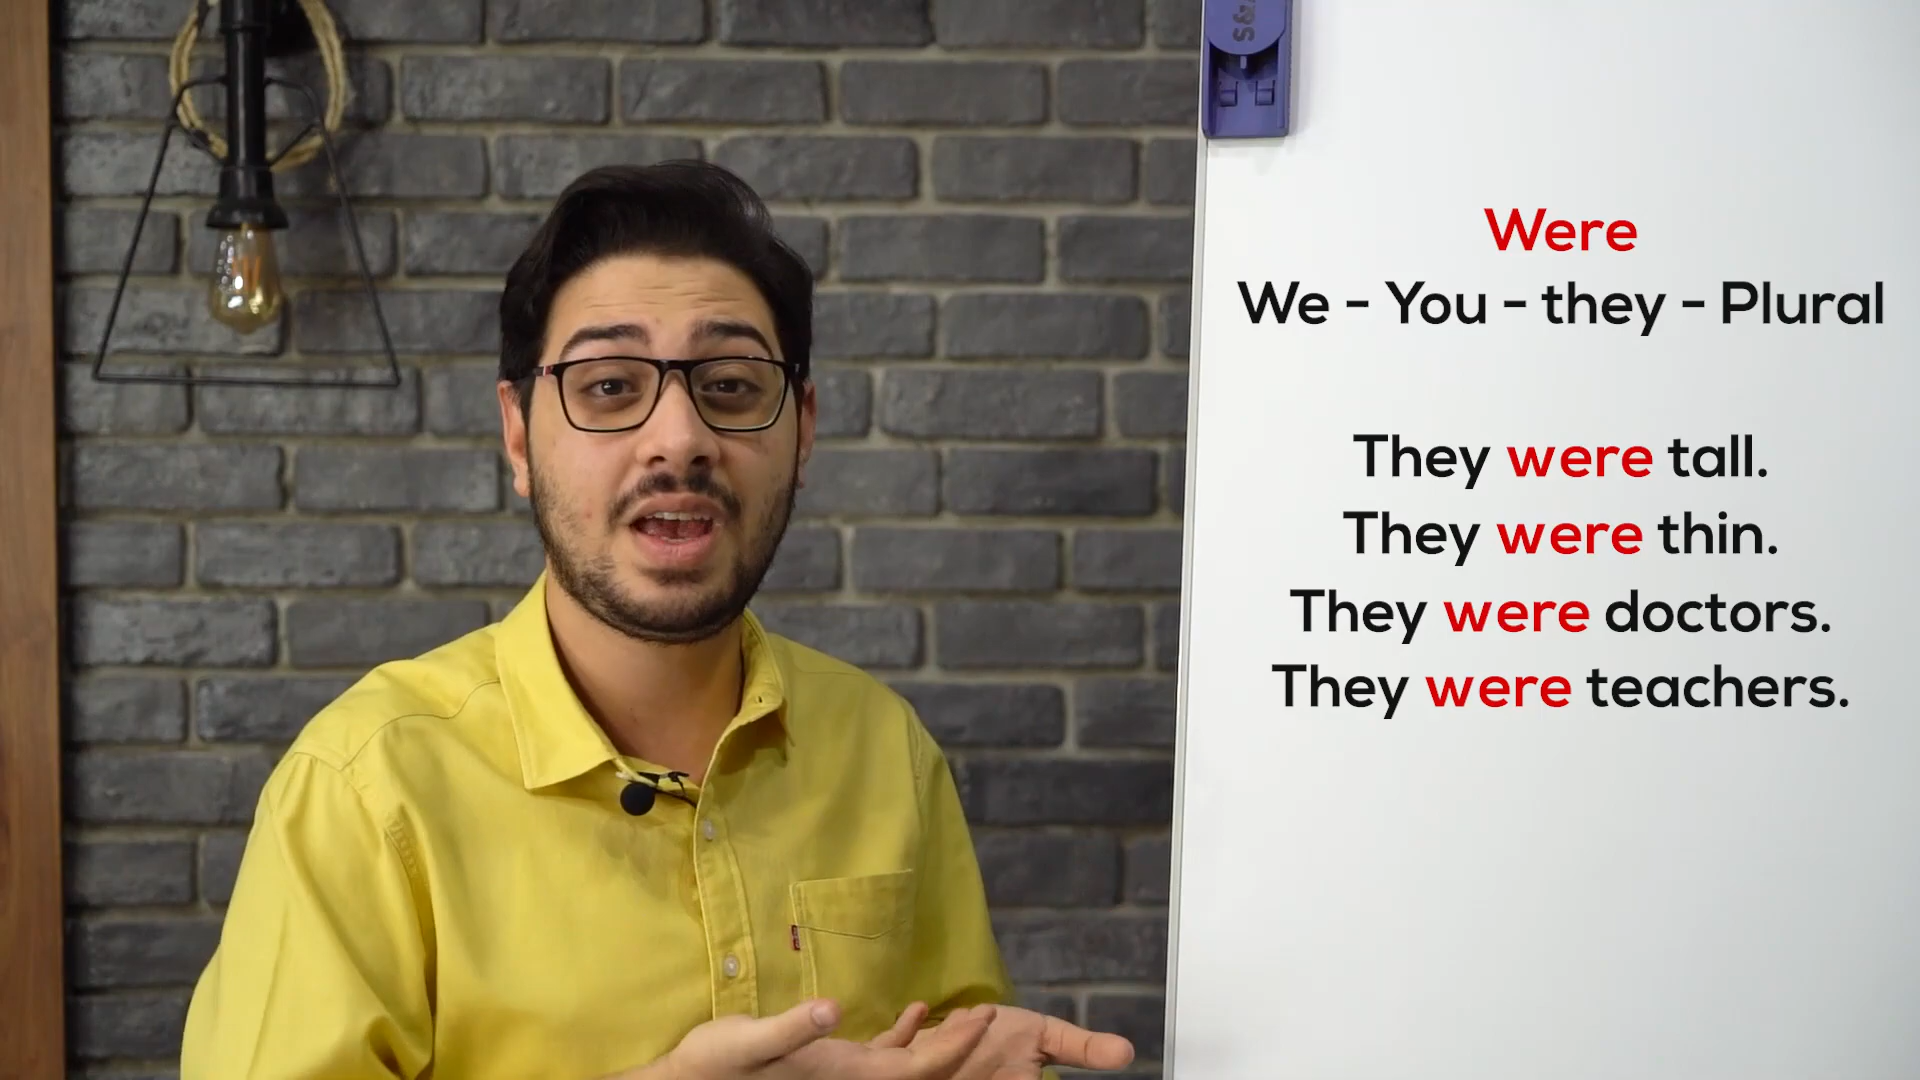 S&S
Were
We - You - they - Plural
They were tall.
They were thin.
They were doctors.
They were teachers.